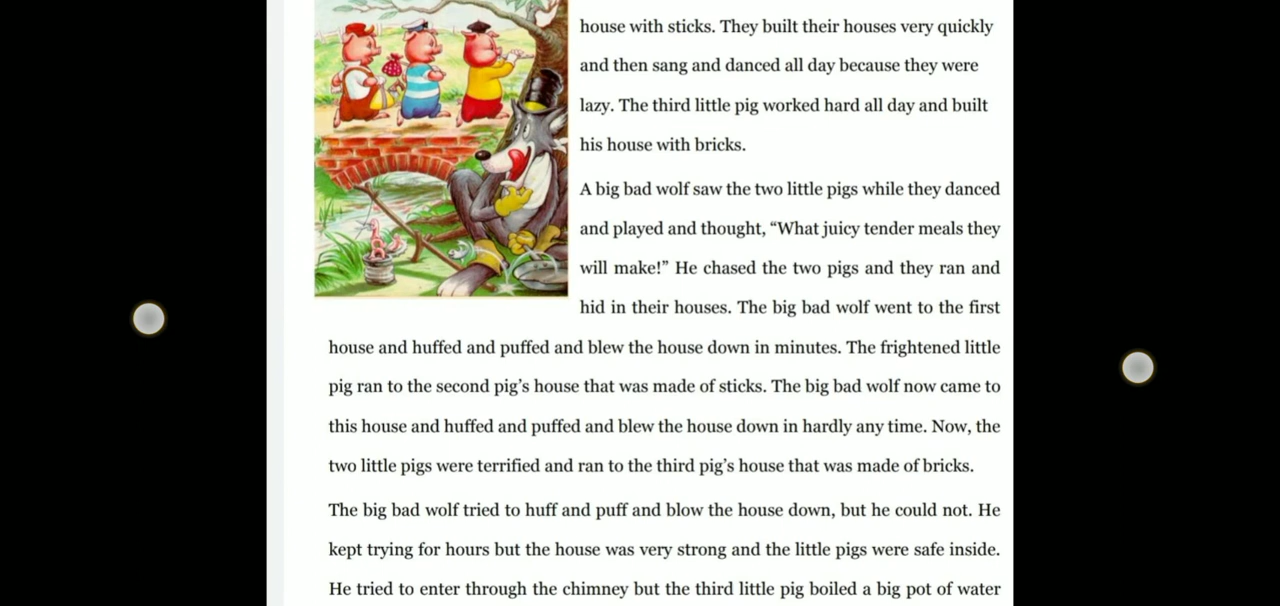 house with sticks. They built their houses very quickly
and then sang and danced all day because they were
lazy. The third little pig worked hard all day and built
his house with bricks.
A big bad wolf saw the two little pigs while they danced
and played and thought, “What juicy tender meals they
will make!” He chased the two pigs and they ran and
hid in their houses. The big bad wolf went to the first
house and huffed and puffed and blew the house down in minutes. The frightened little
pig ran to the second pig’s house that was made of sticks. The big bad wolf now came to
this house and huffed and puffed and blew the house down in hardly any time. Now, the
two little pigs were terrified and ran to the third pig’s house that was made of bricks.
The big bad wolf tried to huff and puff and blow the house down, but he could not. He
kept trying for hours but the house was very strong and the little pigs were safe inside.
He tried to enter through the chimney but the third little pig boiled a big pot of water